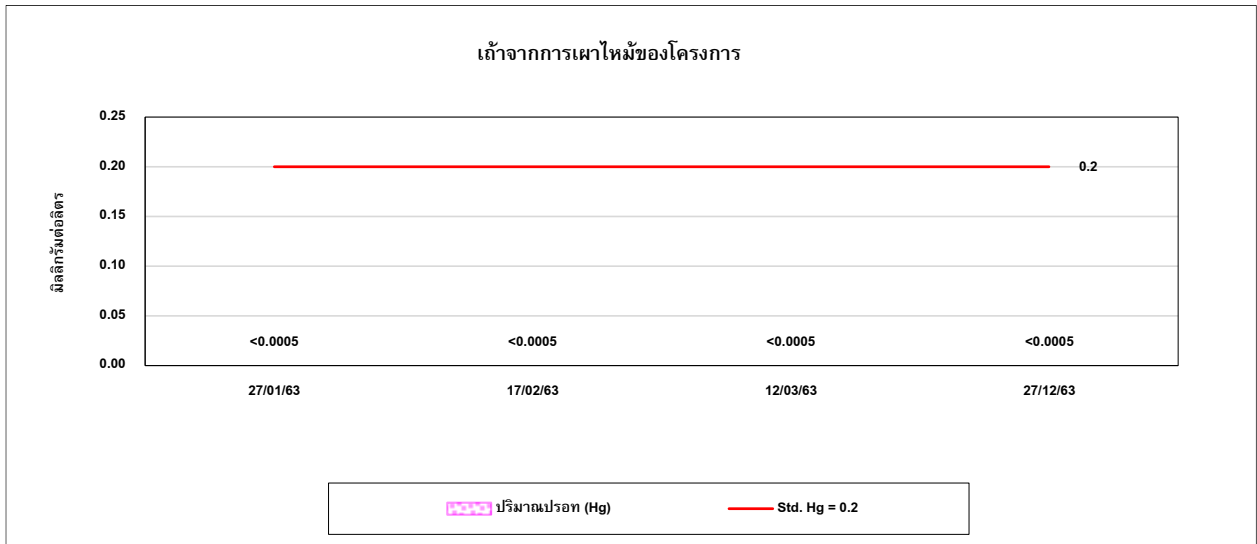 เถ้าจากการเผาไหม้ของโครงการ
มิลลิกรัมต่อลิตร
0.25
0.20
0.15
0.10
0.05
0.00
0.2
<0.0005 <0.0005 <0.0005 <0.0005
27/01/63 17/02/63 12/03/63 27/12/63
ปริมาณปรอท (Hg) Std. Hg = 0.2